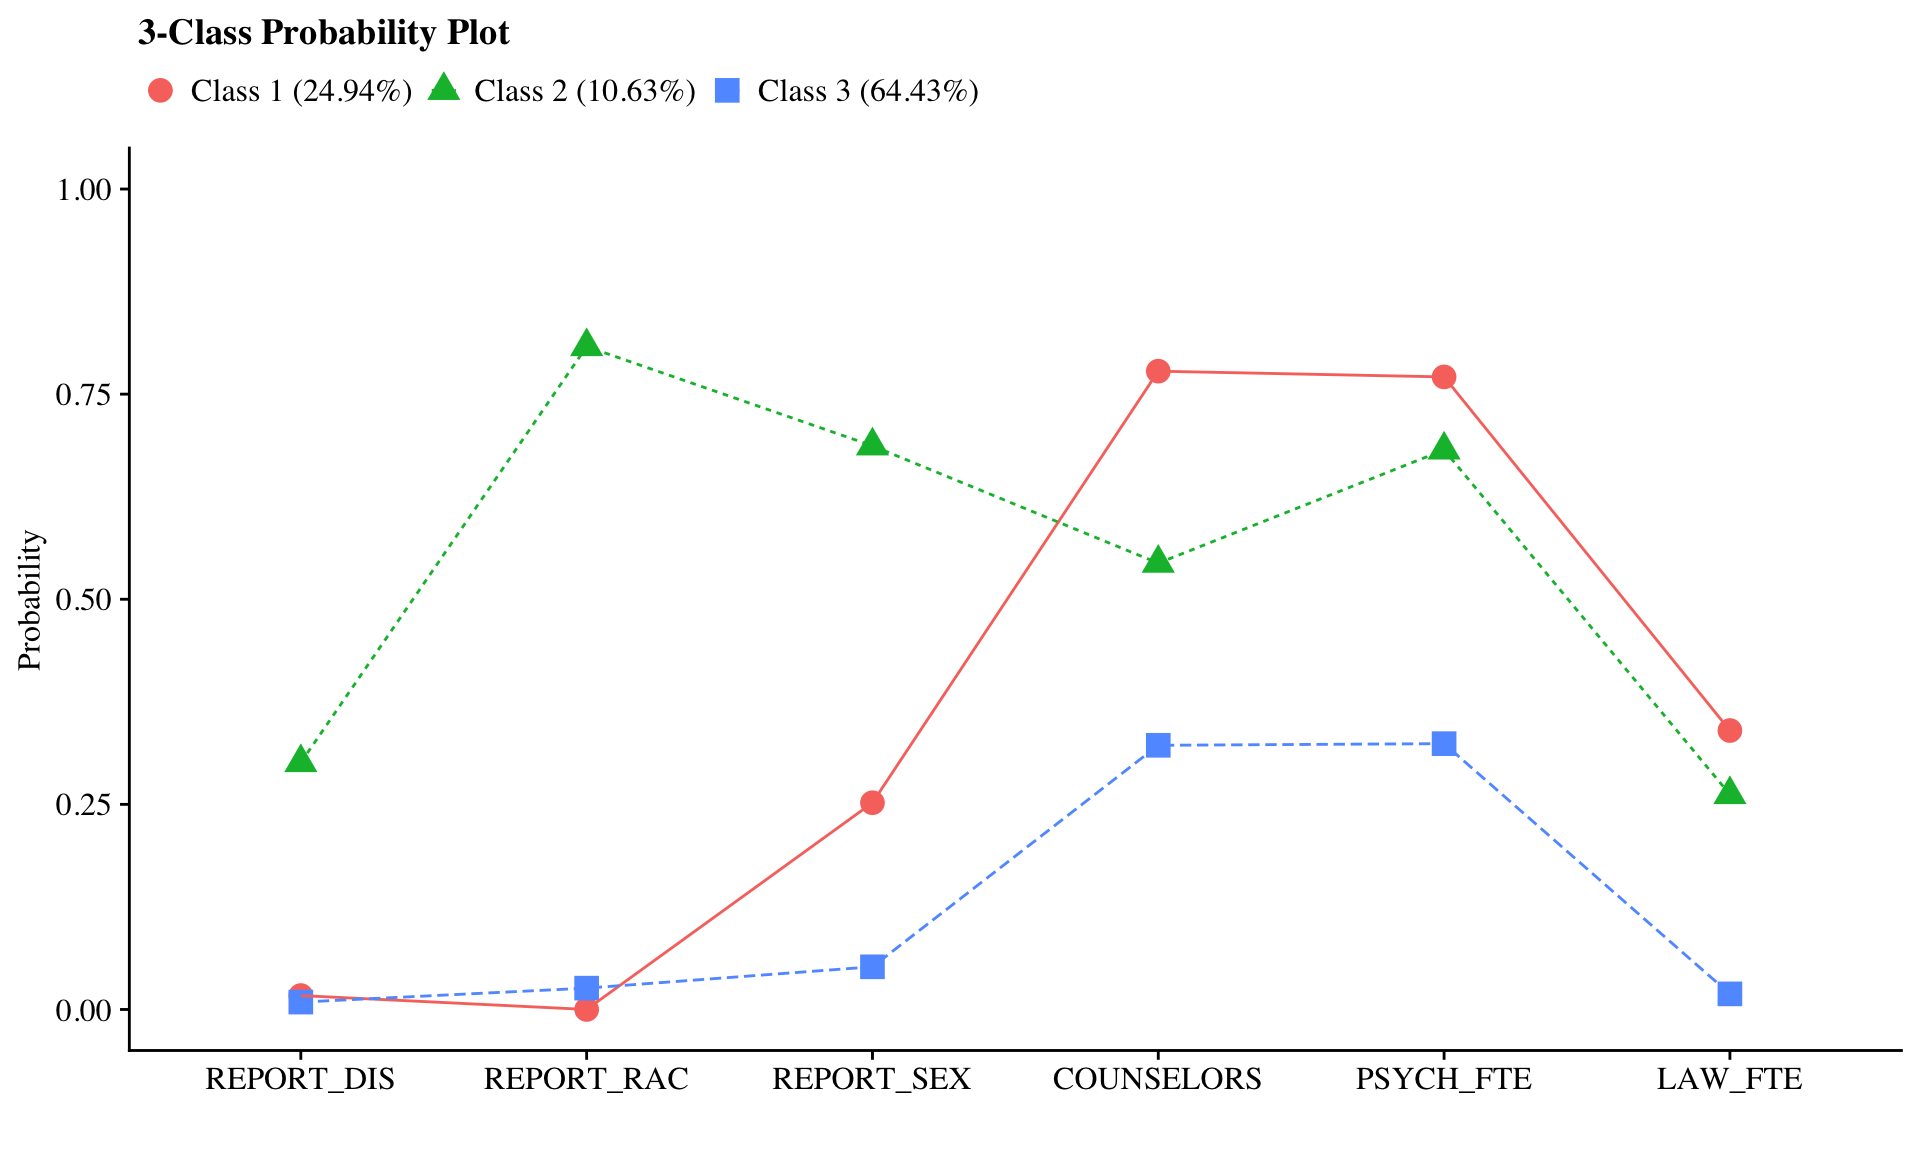 3-Class Probability Plot
Class 1 (24.94%) Class 2 (10.63%) Class 3 (64.43%)
1.00
0.75
0.50
0.25
0.00
Probability
REPORT_DIS REPORT_RAC REPORT_SEX COUNSELORS PSYCH_FTE LAW_FTE